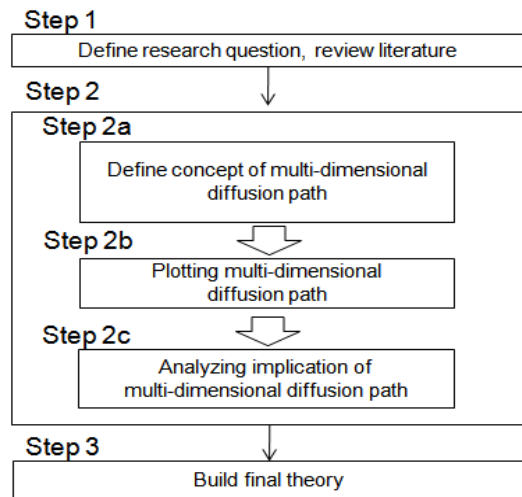 Step 1
Define research question, review literature
Step 2
Step 2a
Define concept of multi-dimensional
diffusion path
Step 2b
Plotting multi-dimensional
diffusion path
Step 2c
Analyzing implication of
multi-dimensional diffusion path
Step 3
Build final theory